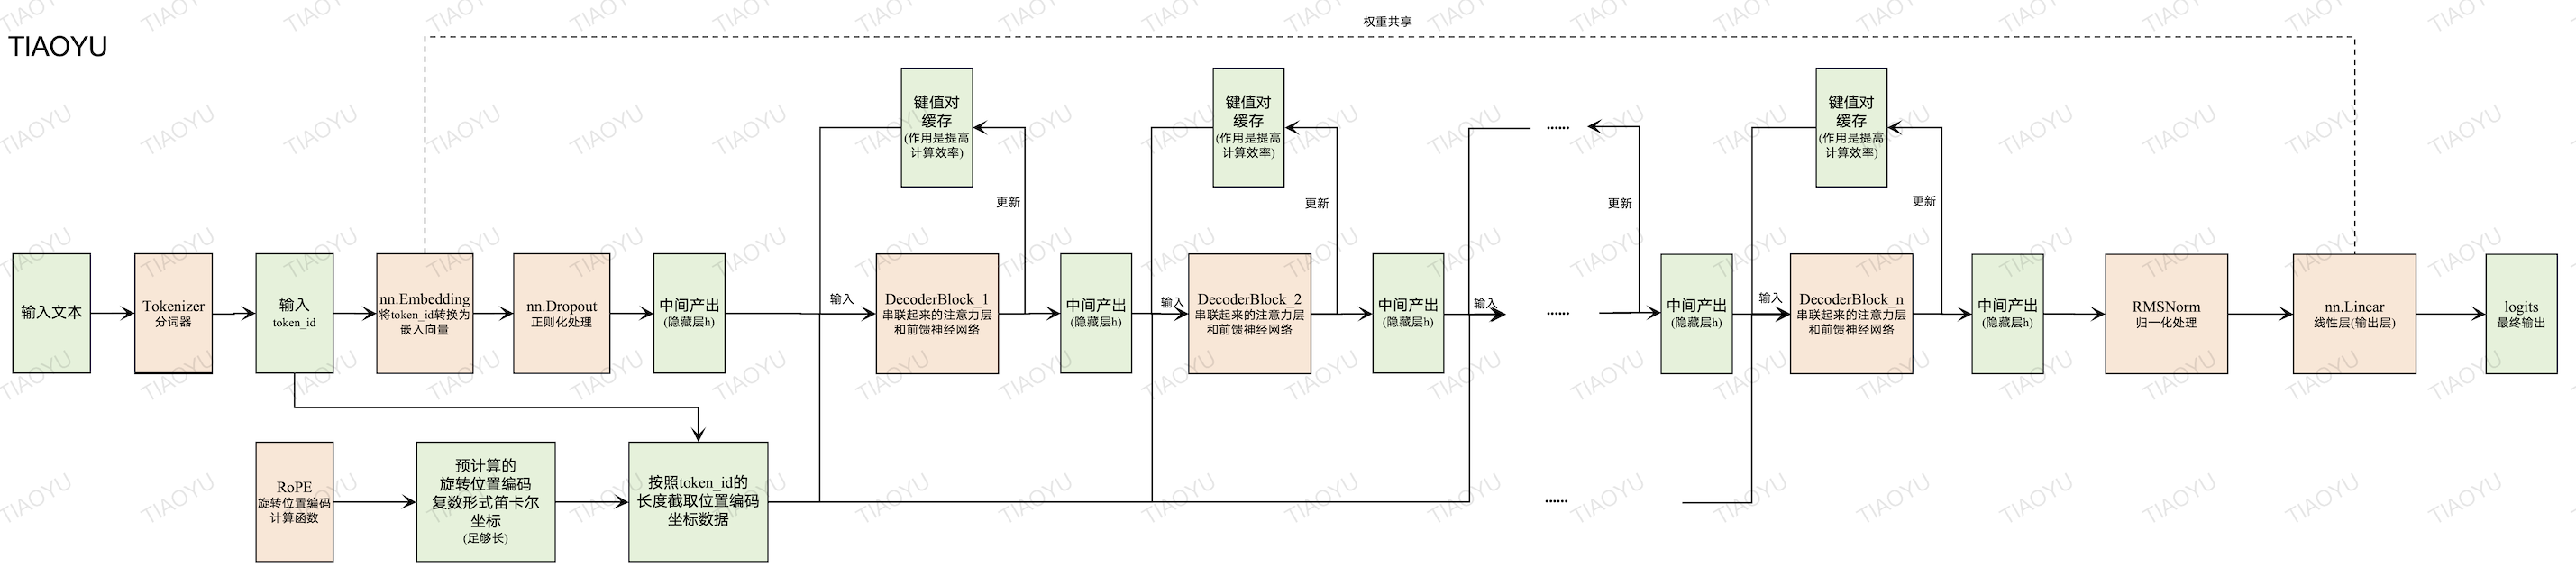 权重共享
TIAOYU
键值对
缓存
(作用是提高
计算效率)
键值对
缓存
(作用是提高
计算效率)
······
键值对
缓存
(作用是提高
计算效率)
更新
更新
更新
更新
输入文本
Tokenizer
分词器
输入
token_id
nn.Embedding
将token_id转换为
嵌入向量
nn.Dropout
正则化处理
中间产出
(隐藏层h)
输入
DecoderBlock_1
串联起来的注意力层
和前馈神经网络
中间产出
(隐藏层h)
输入
DecoderBlock_2
串联起来的注意力层
和前馈神经网络
中间产出
(隐藏层h)
输入
······
中间产出
(隐藏层h)
输入
DecoderBlock_n
串联起来的注意力层
和前馈神经网络
中间产出
(隐藏层h)
RMSNorm
归一化处理
nn.Linear
线性层(输出层)
logits
最终输出
RoPE
旋转位置编码
计算函数
预计算的
旋转位置编码
复数形式笛卡尔
坐标
(足够长)
按照token_id的
长度截取位置编码
坐标数据
······